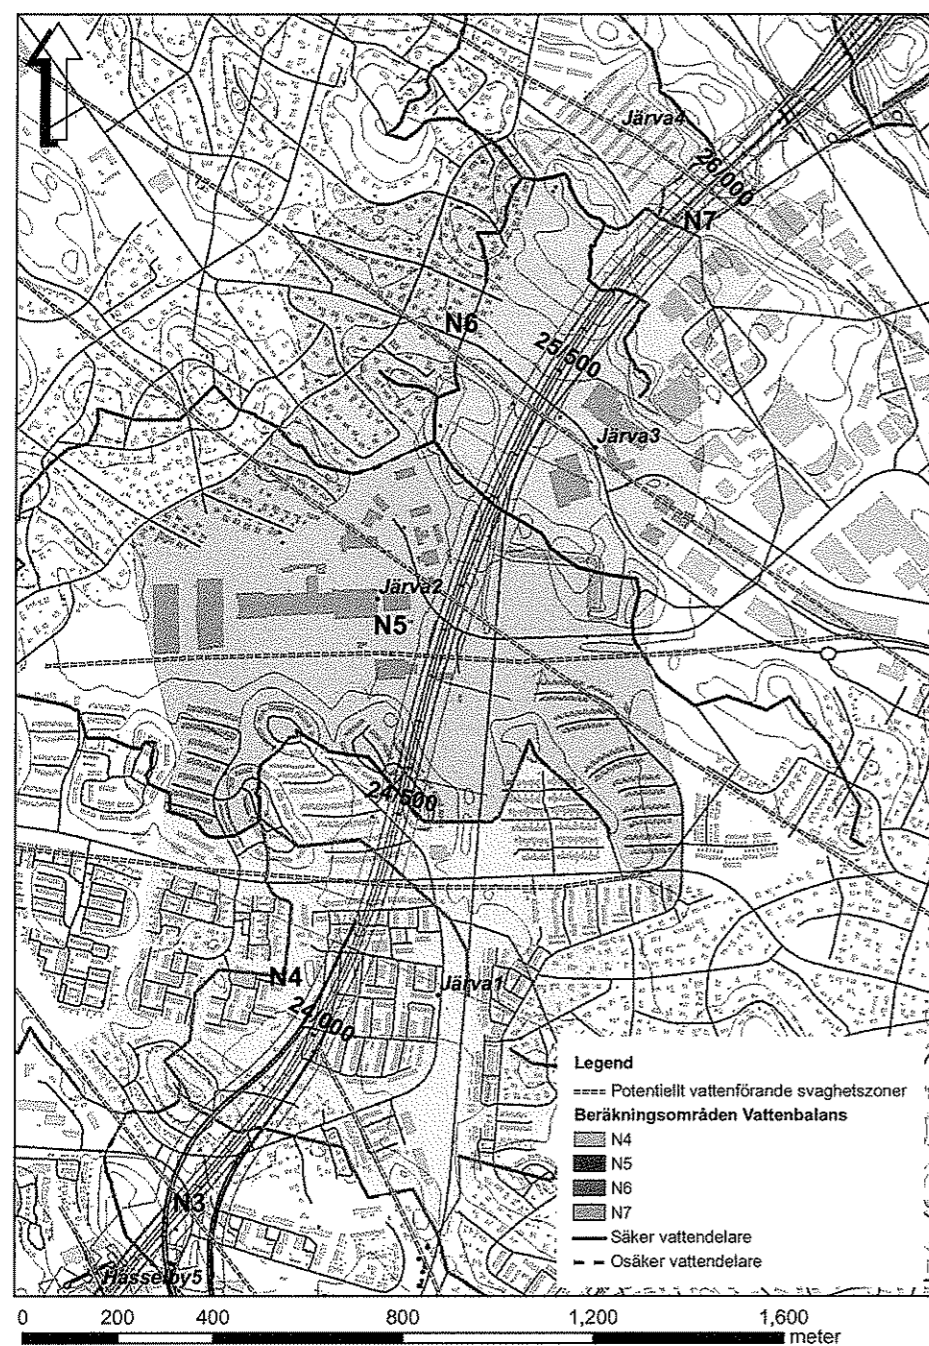 Järva4
26/000
N7
N6
25/500
Järva3
Järva2
N5
24/500
N4
Järva1
24/000
N3
Hässelby5
Legend
Potentiellt vattenförande svaghetszoner
Beräkningsområden Vattenbalans
N4
N5
N6
N7
Säker vattendelare
Osäker vattendelare
0 200 400 800 1,200 1,600
meter